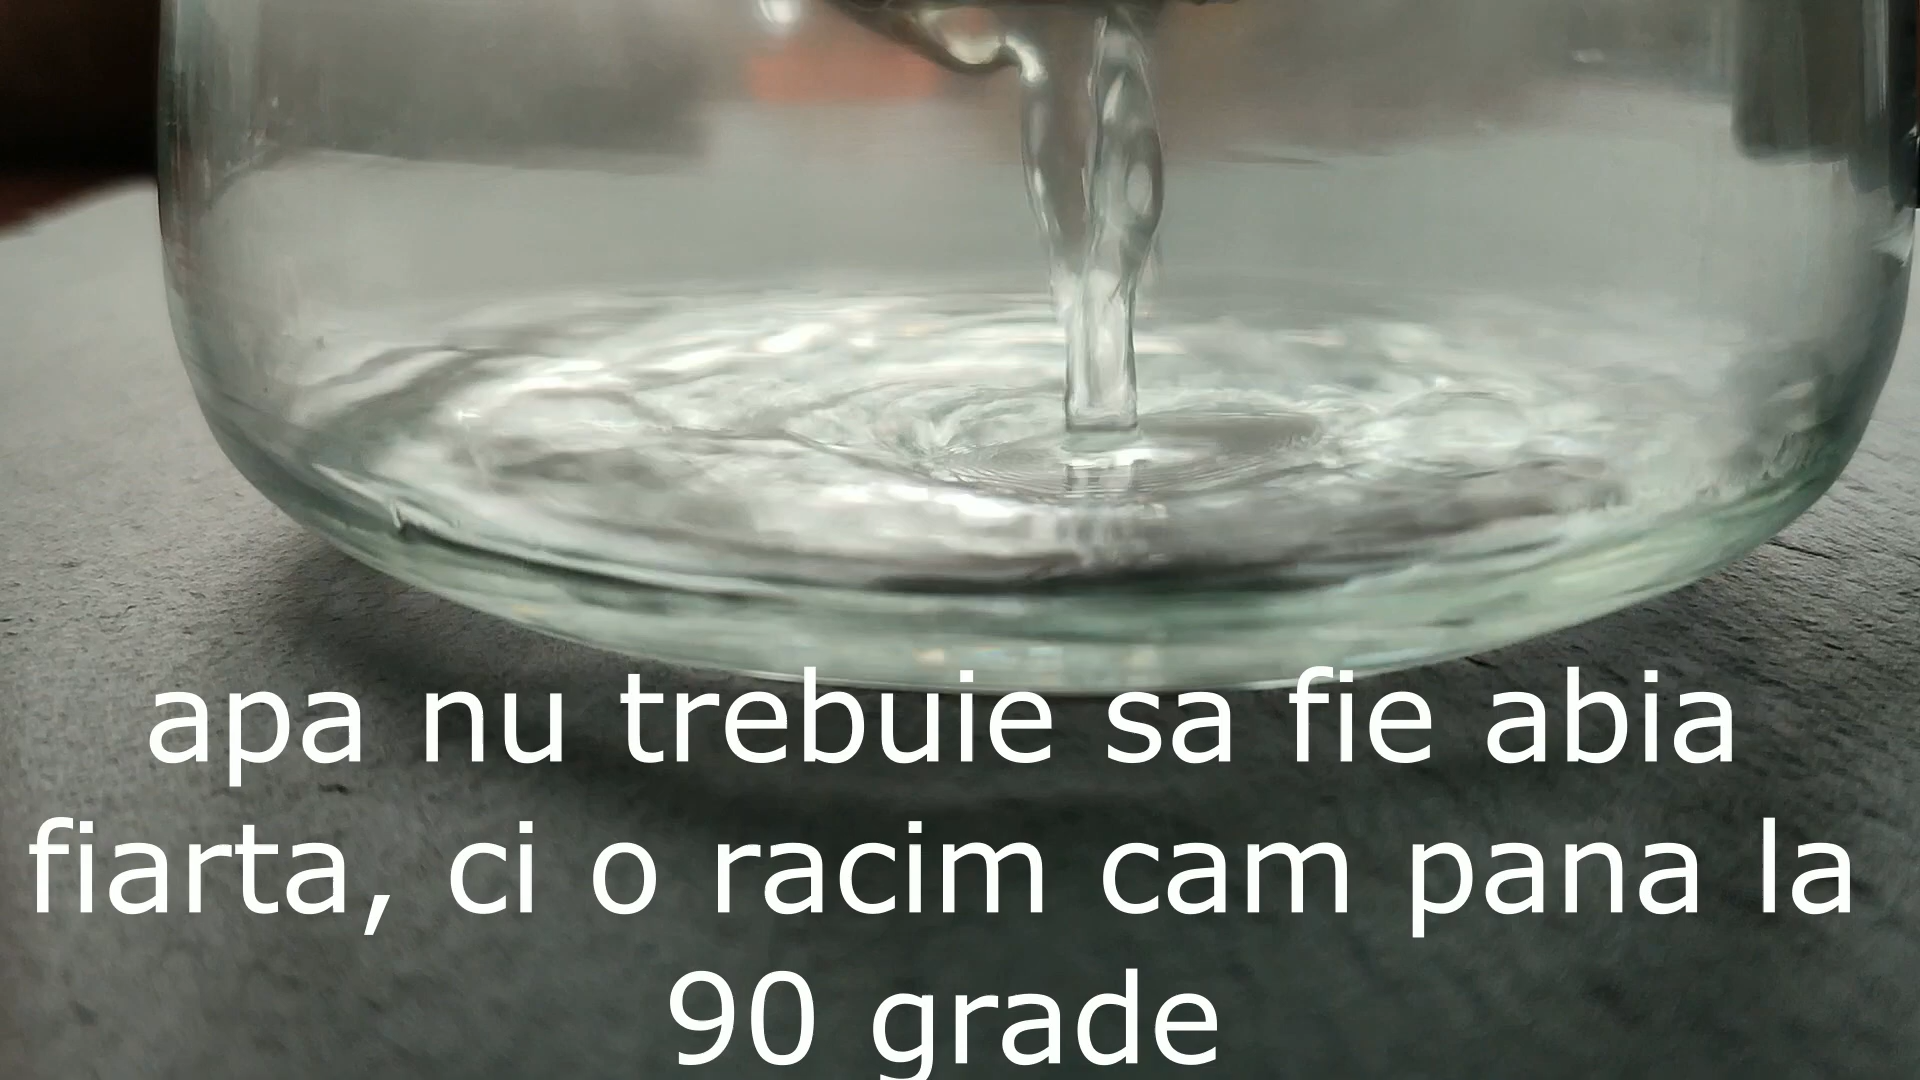 apa nu trebuie sa fie abia
fiarta, ci o racim cam pana la
90 grade